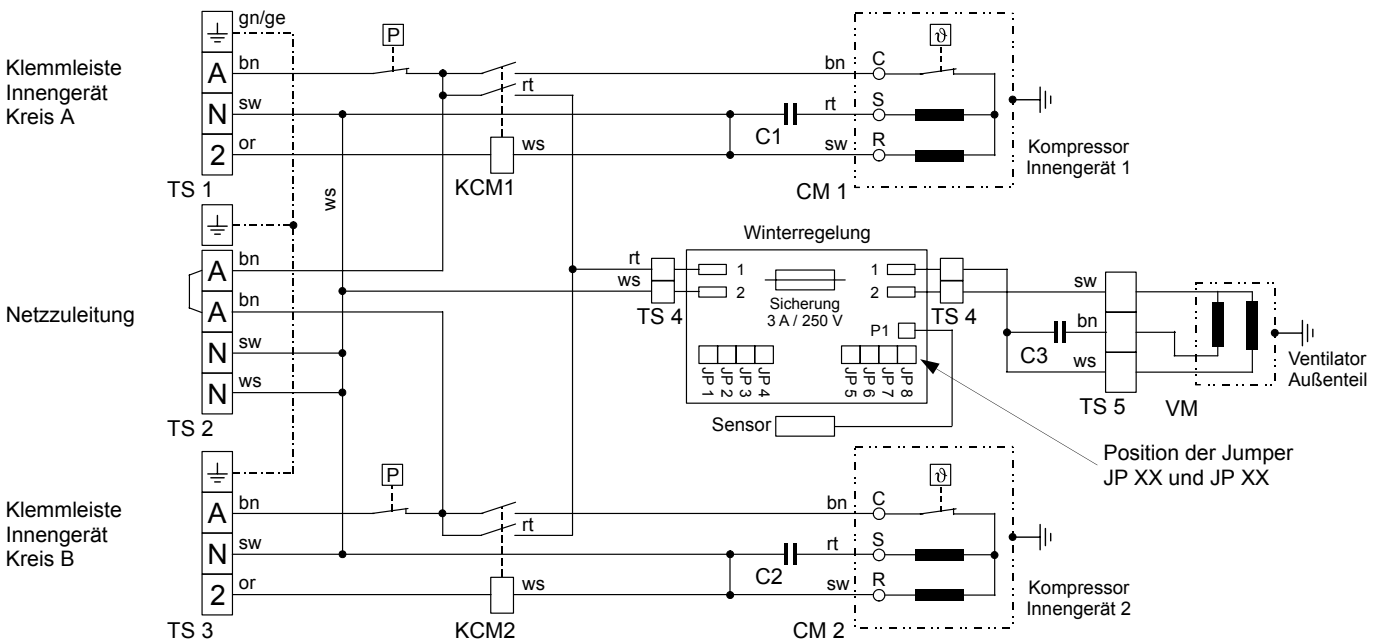 gn/ge
P
ϑ
Klemmleiste
Innengerät
Kreis A
A
bn
bn
C
rt
N
sw
rt
S
C1
2
or
ws
sw
R
Kompressor
Innengerät 1
TS 1
KCM1
CM 1
ws
Winterregelung
Netzzuleitung
A
bn
A
bn
N
sw
N
ws
TS 2
rt
ws
TS 4
1
2
Sicherung
3 A / 250 V
1
2
TS 4
P1
JP 1
JP 2
JP 3
JP 4
JP 5
JP 6
JP 7
JP 8
sw
bn
C3
ws
TS 5
VM
Ventilator
Außenteil
Sensor
Position der Jumper
JP XX und JP XX
P
ϑ
Klemmleiste
Innengerät
Kreis B
A
bn
bn
C
rt
N
sw
rt
S
C2
2
or
ws
sw
R
Kompressor
Innengerät 2
TS 3
KCM2
CM 2